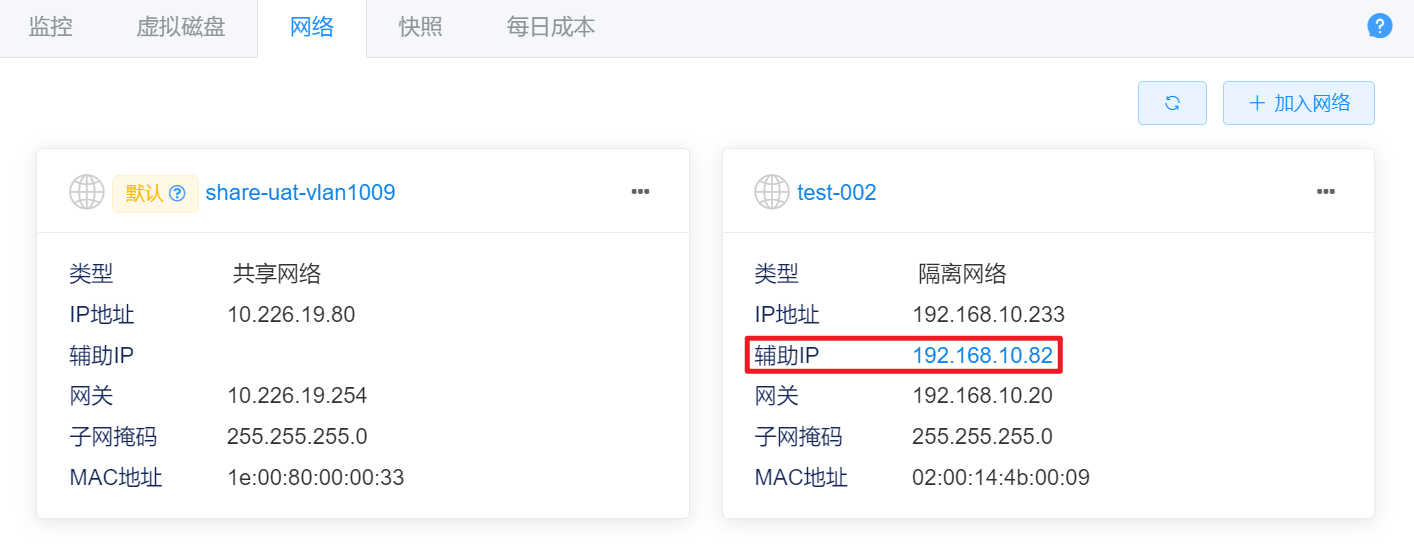 监控 虚拟磁盘 网络 快照 每日成本
加入网络
默认 share-uat-vlan1009
类型 共享网络
IP地址 10.226.19.80
辅助IP
网关 10.226.19.254
子网掩码 255.255.255.0
MAC地址 1e:00:80:00:00:33
test-002
类型 隔离网络
IP地址 192.168.10.233
辅助IP 192.168.10.82
网关 192.168.10.20
子网掩码 255.255.255.0
MAC地址 02:00:14:4b:00:09